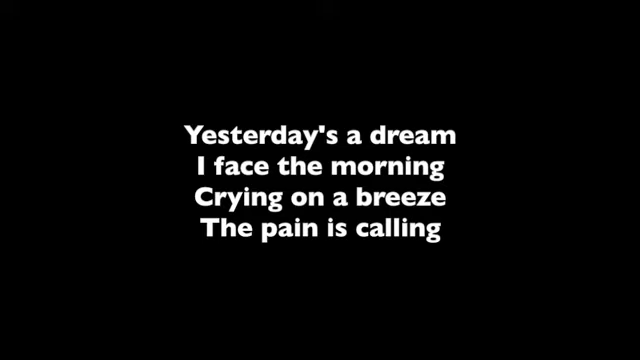 Yesterday's a dream
I face the morning
Crying on a breeze
The pain is calling